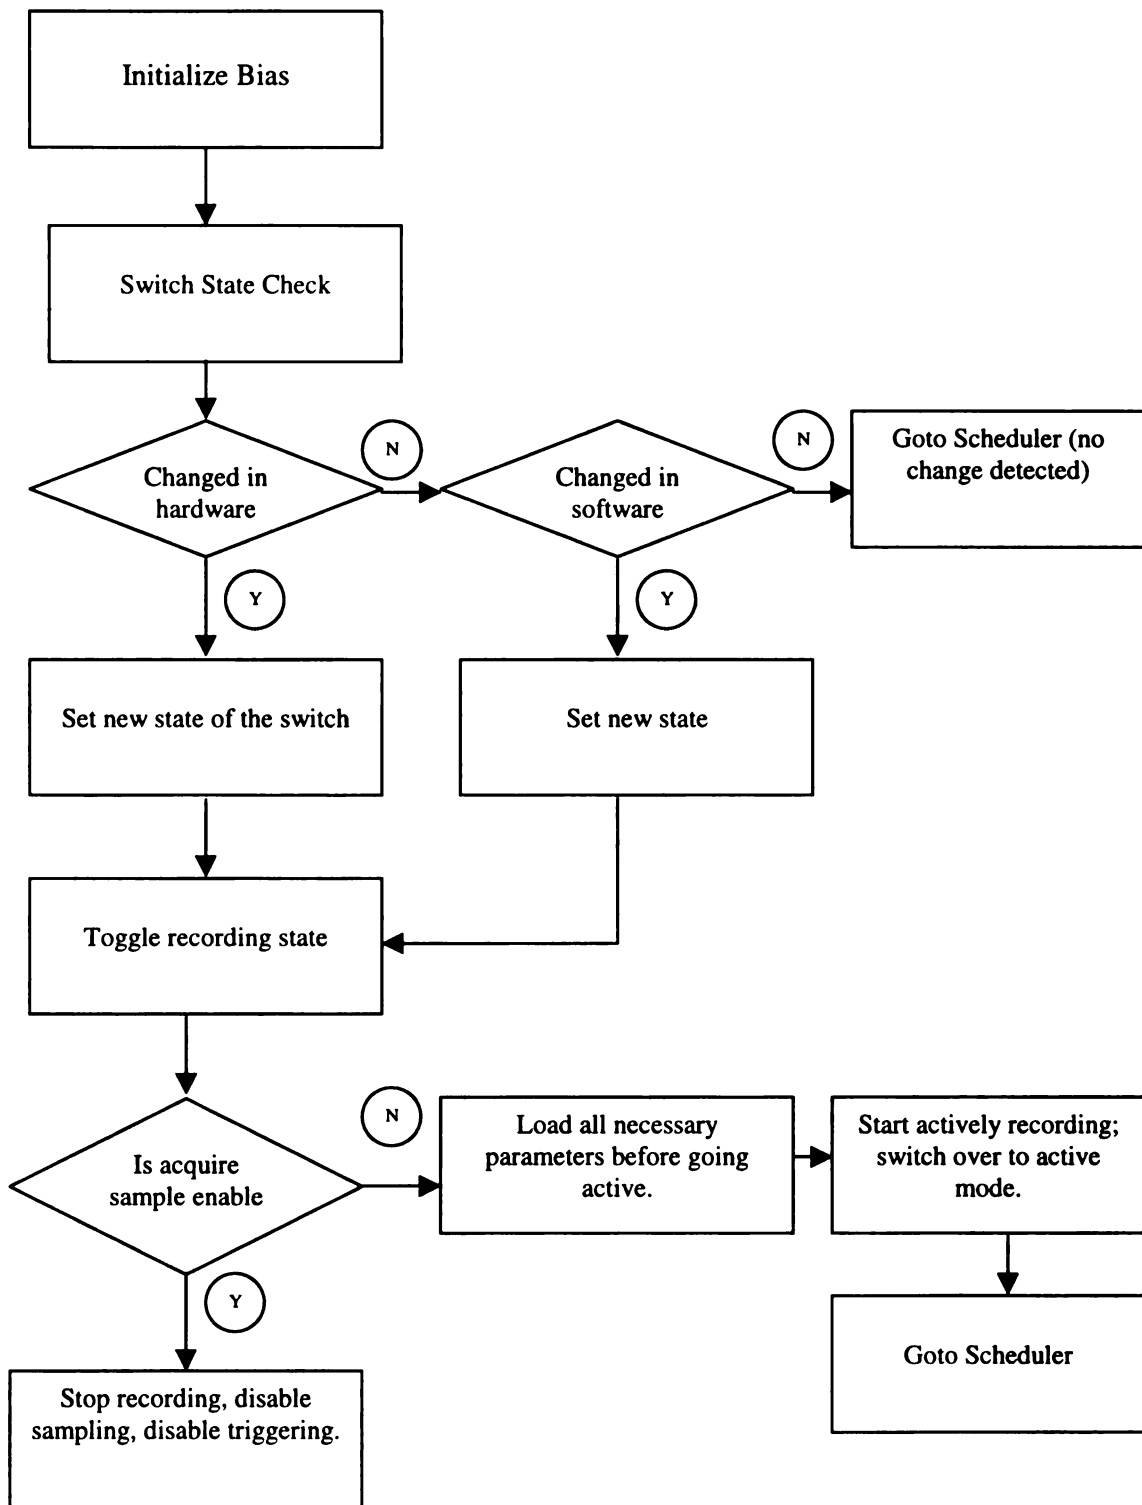 Initialize Bias
Switch State Check
Changed in
hardware
N
Changed in
software
N
Goto Scheduler (no
change detected)
Y
Y
Set new state of the switch
Set new state
Toggle recording state
Is acquire
sample enable
N
Load all necessary
parameters before going
active.
Start actively recording;
switch over to active
mode.
Y
Goto Scheduler
Stop recording, disable
sampling, disable triggering.